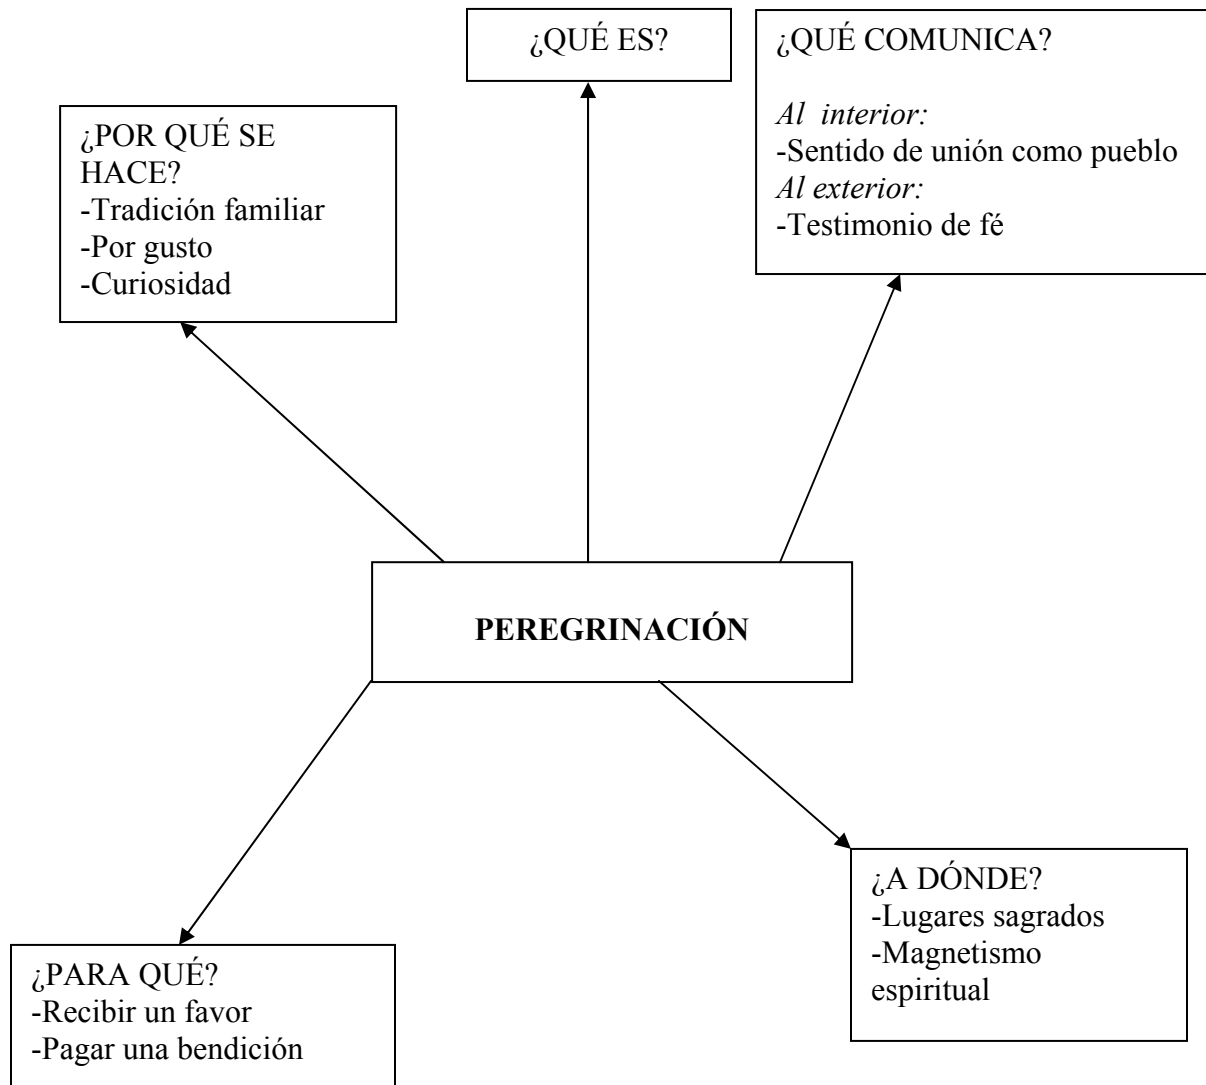 ¿QUÉ ES?
¿QUÉ COMUNICA?
Al  interior:
-Sentido de unión como pueblo
Al exterior:
-Testimonio de fé
¿POR QUÉ SE
HACE?
-Tradición familiar
-Por gusto
-Curiosidad
PEREGRINACIÓN
¿A DÓNDE?
-Lugares sagrados
-Magnetismo
espiritual
¿PARA QUÉ?
-Recibir un favor
-Pagar una bendición